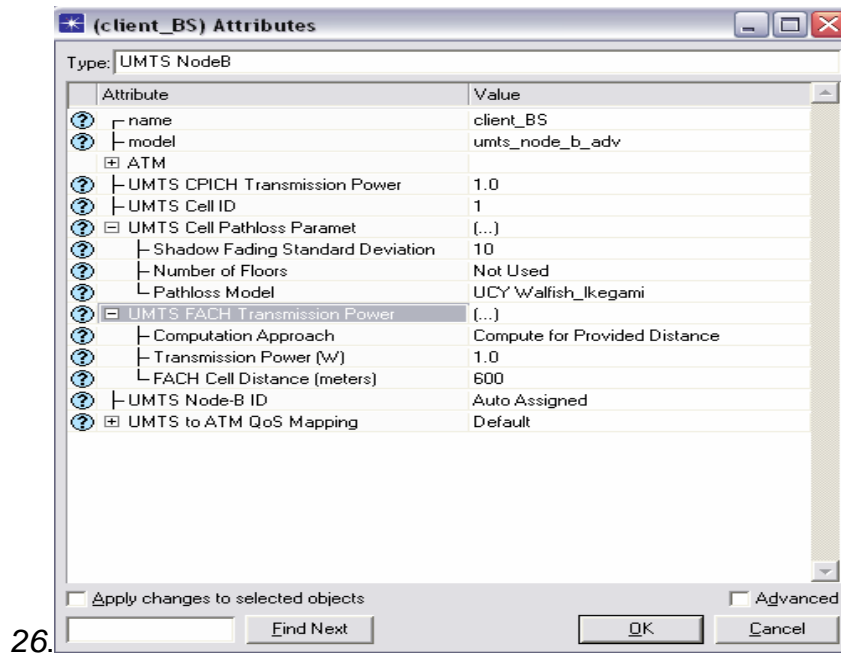 (client_BS) Attributes
Type: UMTS NodeB
Attribute Value
name client_BS
model umts_node_b_adv
ATM
UMTS CPICH Transmission Power 1.0
UMTS Cell ID 1
UMTS Cell Pathloss Paramet (...)
Shadow Fading Standard Deviation 10
Number of Floors Not Used
Pathloss Model UCY Walfish_Ikegami
UMTS FACH Transmission Power (...)
Computation Approach Compute for Provided Distance
Transmission Power (W) 1.0
FACH Cell Distance (meters) 600
UMTS Node-B ID Auto Assigned
UMTS to ATM QoS Mapping Default
Apply changes to selected objects Advanced
26. Find Next OK Cancel